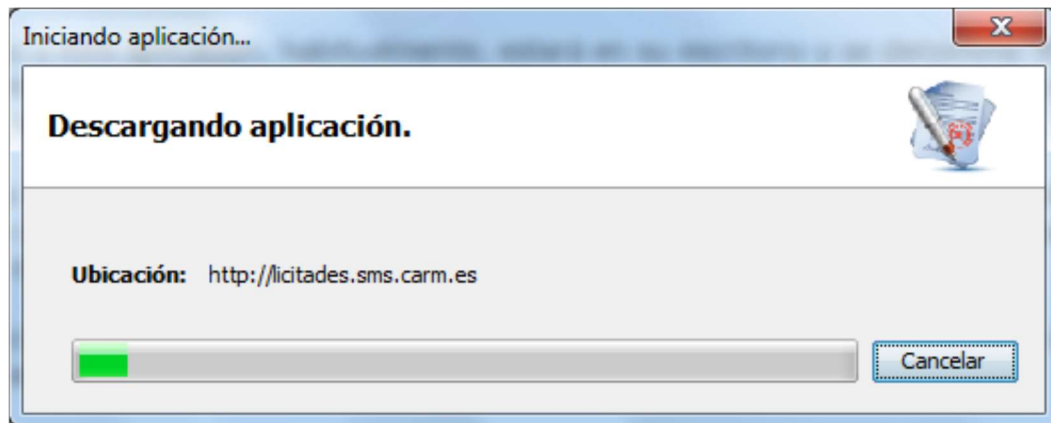 Iniciando aplicación...
Descargando aplicación.
Ubicación: http://licitades.sms.carm.es
Cancelar